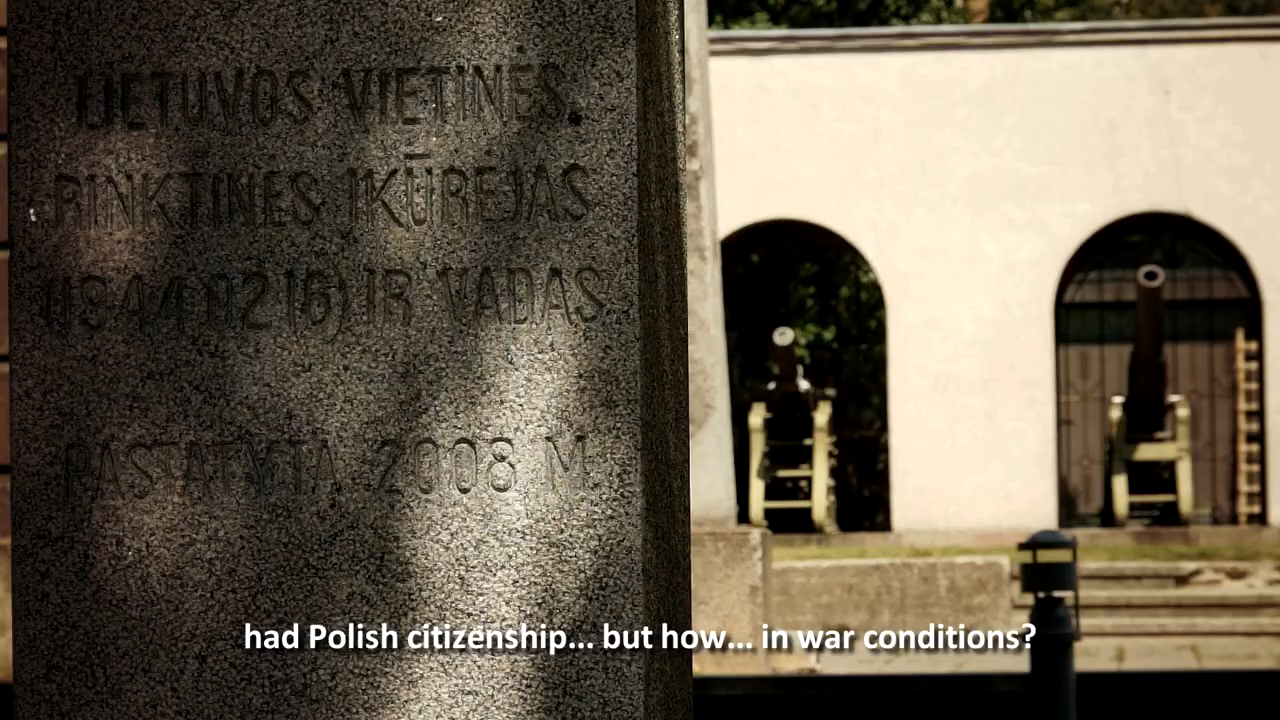 LIETUVOS VIETINĖS
RINKTINĖS ĮKŪRĖJAS
(1944 02 16) IR VADAS
PASTATYTA 2008 M.
had Polish citizenship... but how... in war conditions?